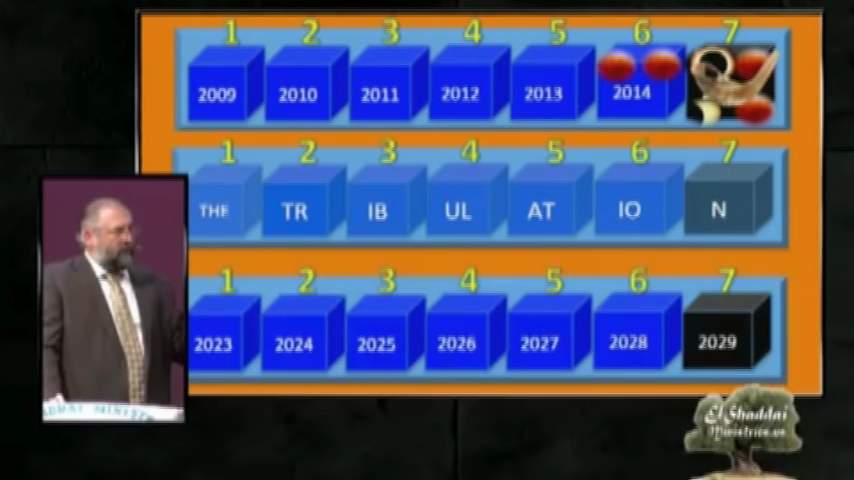 1 2 3 4 5 6 7
2009 2010 2011 2012 2013 2014
1 2 3 4 5 6 7
THE TR IB UL AT IO N
1 2 3 4 5 6 7
2023 2024 2025 2026 2027 2028 2029
El Shaddai
Ministries.us